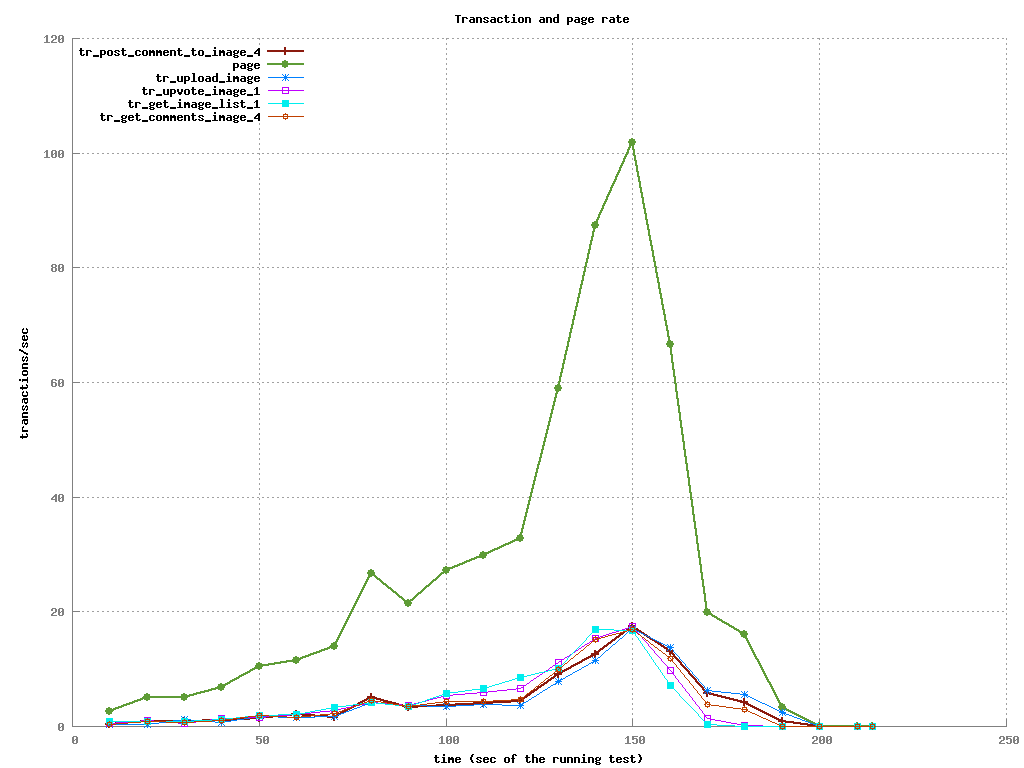 Transaction and page rate
120
tr_post_comment_to_image_4
page
tr_upload_image
tr_upvote_image_1
tr_get_image_list_1
tr_get_comments_image_4
100
80
60
40
20
0
transactions/sec
0 50 100 150 200 250
time (sec of the running test)